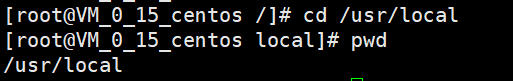 [root@VM_0_15_centos /]# cd /usr/local
[root@VM_0_15_centos local]# pwd
/usr/local